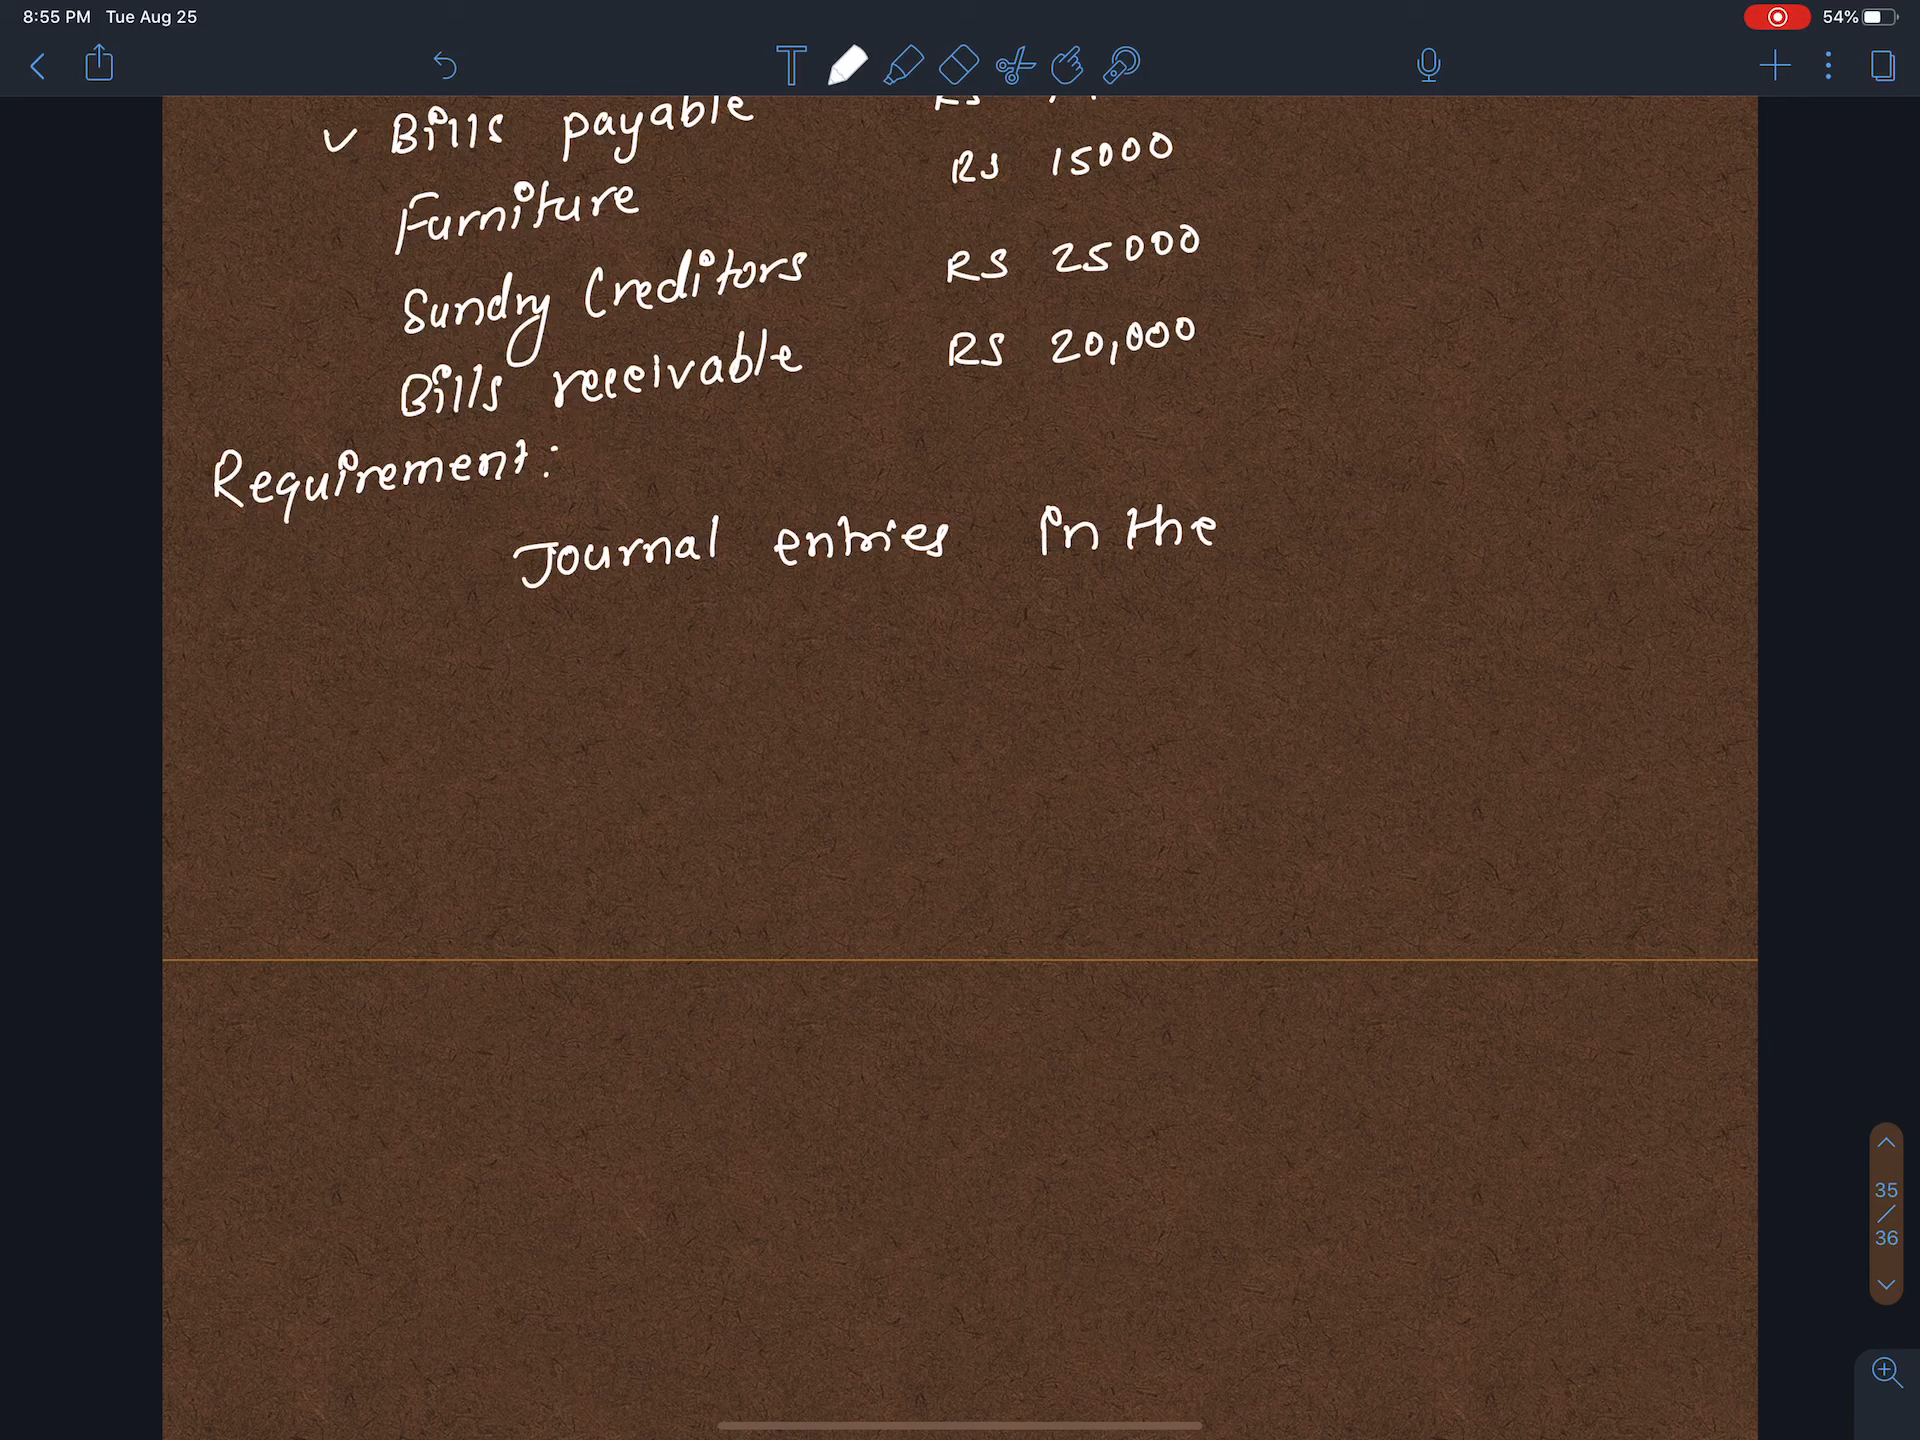 8:55 PM Tue Aug 25
54%
✓ Bills payable Rs
Furniture Rs 15000
Sundry Creditors Rs 25000
Bills receivable Rs 20,000
Requirement:
Journal entries in the
35
/
36